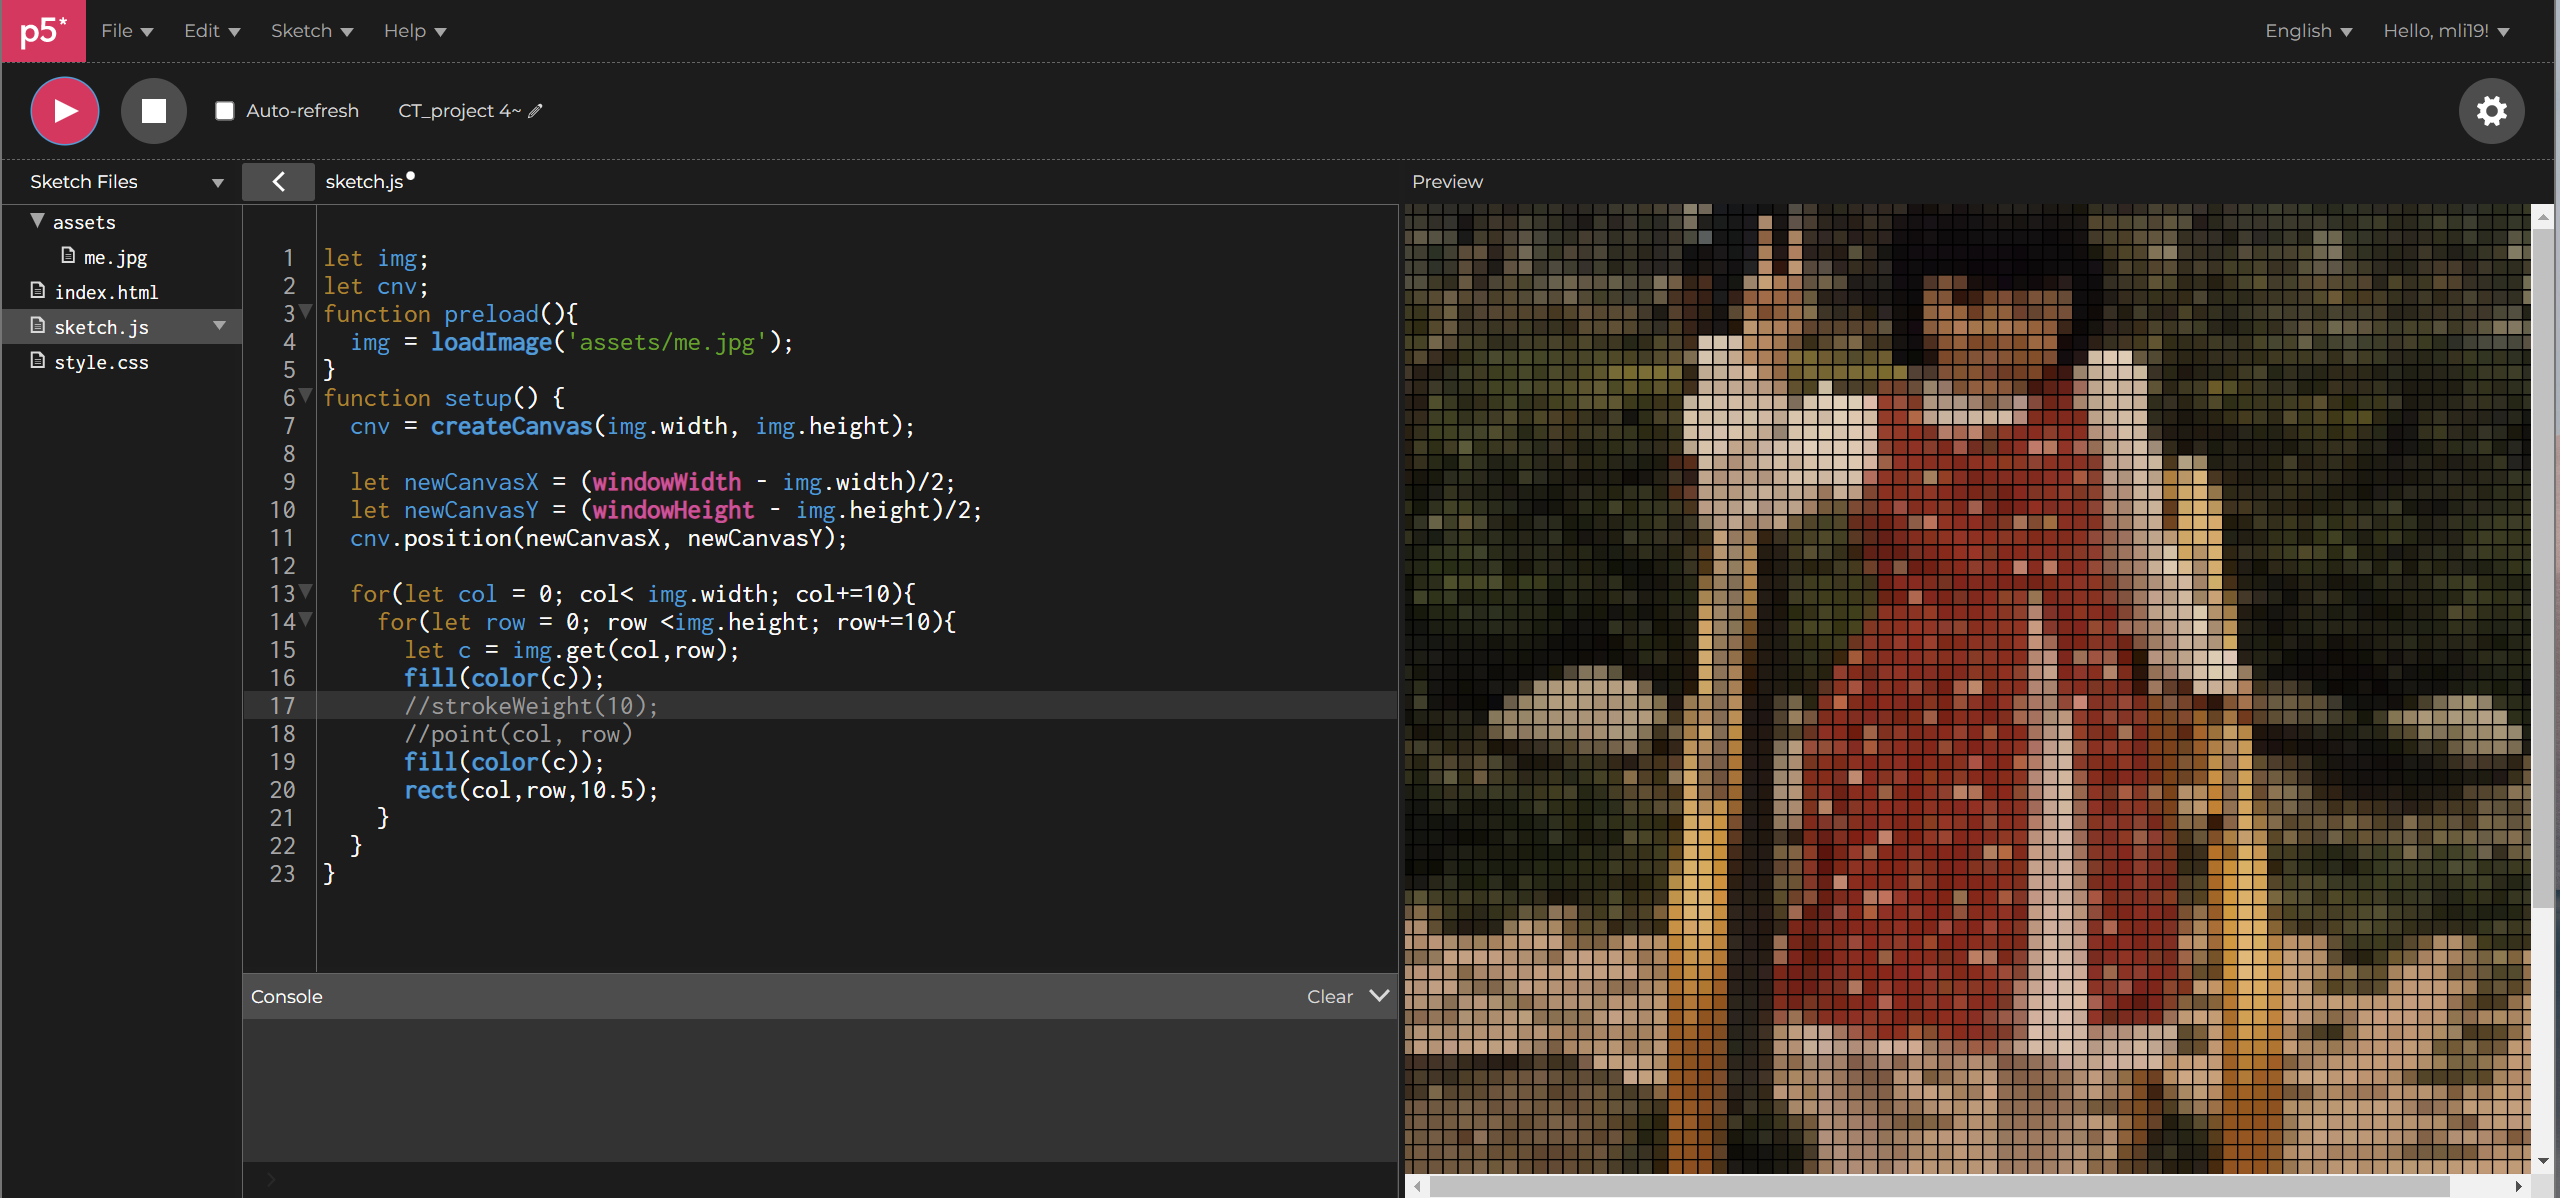 p5* File Edit Sketch Help English Hello, mli19!
Auto-refresh CT_project 4~
Sketch Files
assets
me.jpg
index.html
sketch.js
style.css
sketch.js
1 let img;
2 let cnv;
3 function preload(){
4 img = loadImage('assets/me.jpg');
5 }
6 function setup() {
7 cnv = createCanvas(img.width, img.height);
8
9 let newCanvasX = (windowWidth - img.width)/2;
10 let newCanvasY = (windowHeight - img.height)/2;
11 cnv.position(newCanvasX, newCanvasY);
12
13 for(let col = 0; col< img.width; col+=10){
14 for(let row = 0; row <img.height; row+=10){
15 let c = img.get(col,row);
16 fill(color(c));
17 //strokeWeight(10);
18 //point(col, row)
19 fill(color(c));
20 rect(col,row,10.5);
21 }
22 }
23 }
Console Clear
Preview